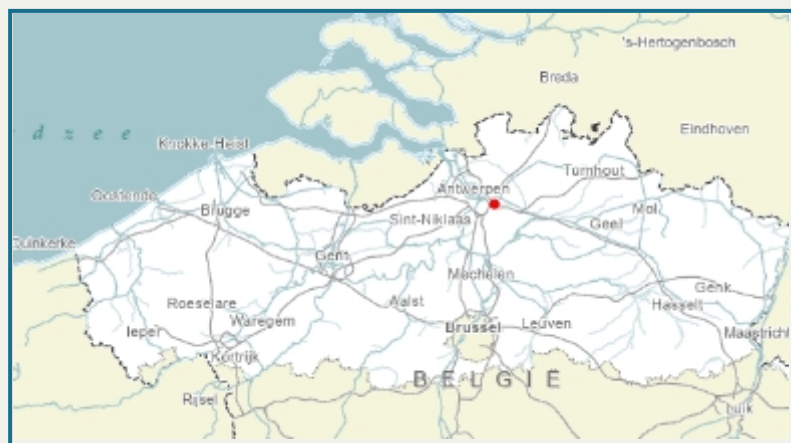 's-Hertogenbosch
Breda
Eindhoven
d z e e
Knokke-Heist
Turnhout
Antwerpen
Oostende
Mol
Brugge
Sint-Niklaas
Geel
Duinkerke
Gent
Mechelen
Genk
Roeselare
Aalst
Hasselt
Waregem
Brussel
Leuven
Ieper
Maastricht
Kortrijk
BELGIË
Rijsel
Luik